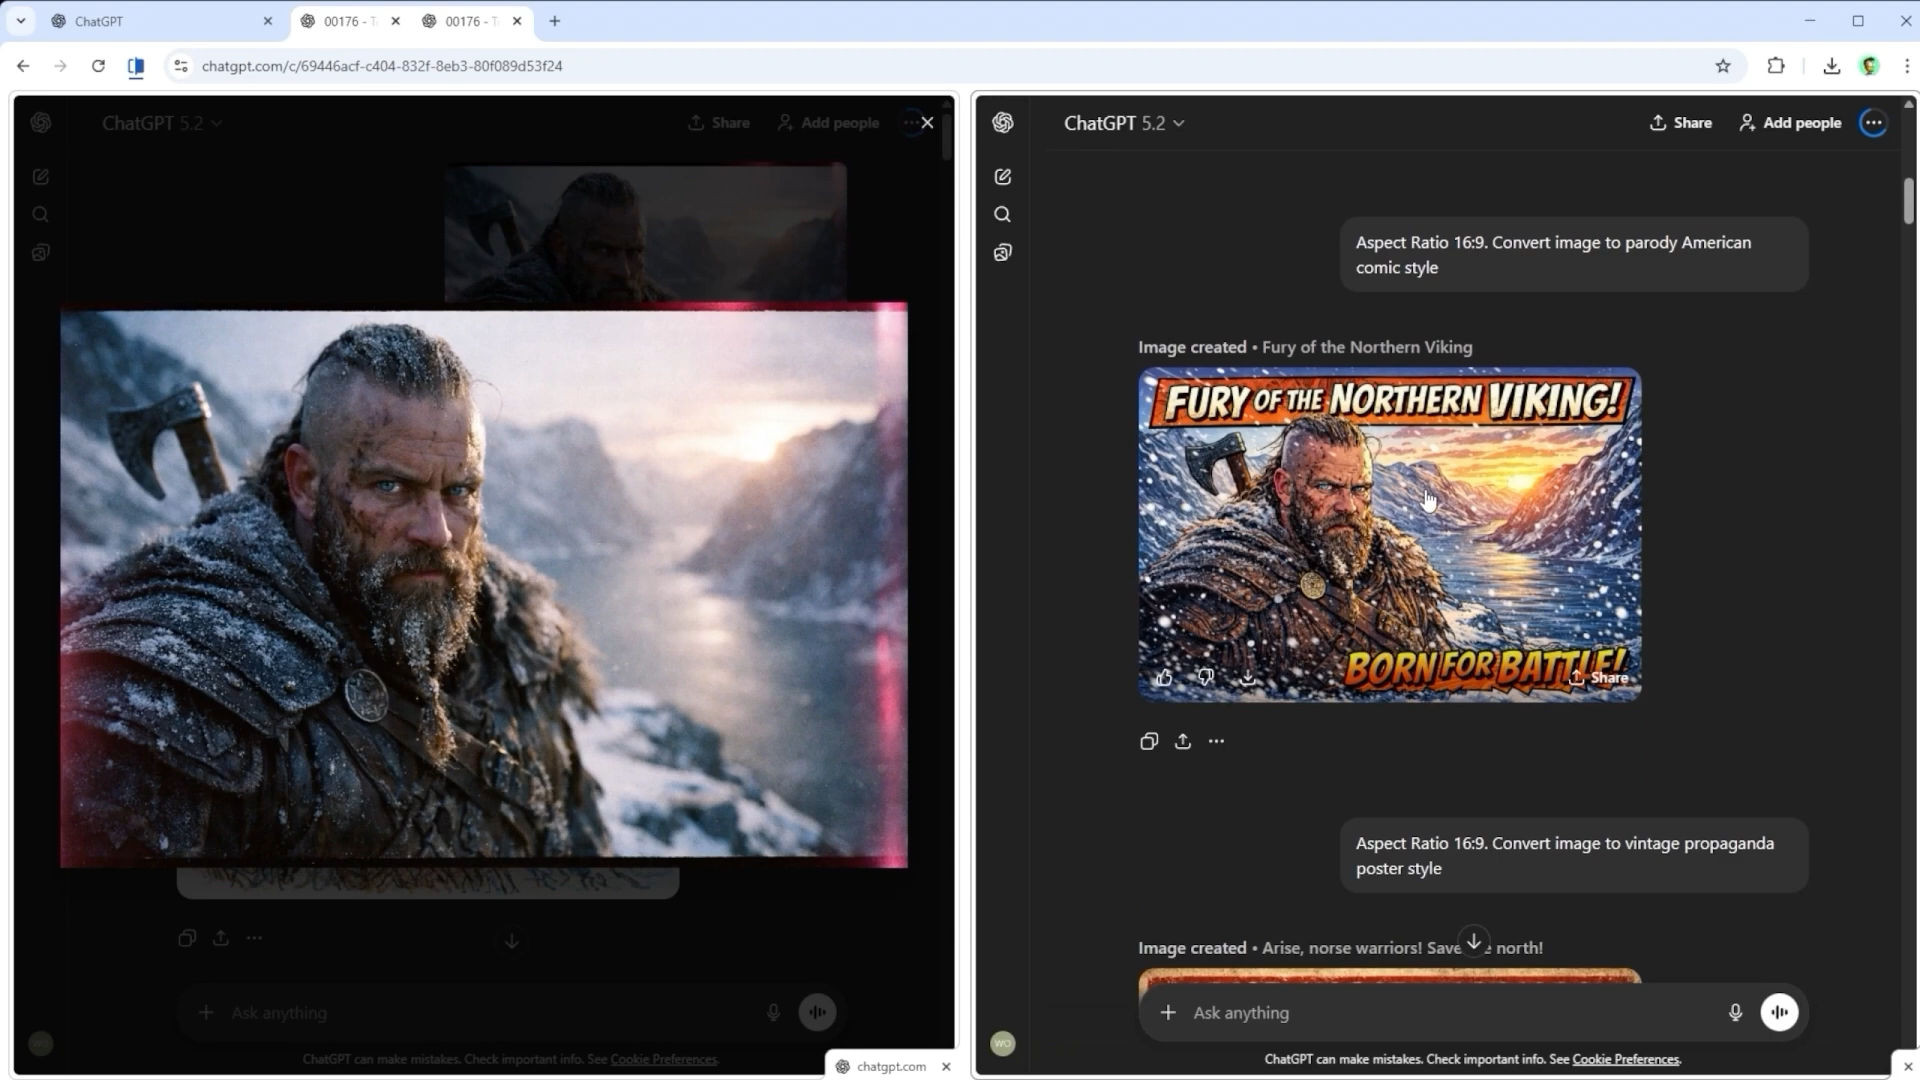 ChatGPT
00176 - T
00176 - T
chatgpt.com/c/69446acf-c404-832f-8eb3-80f089d53f24
ChatGPT 5.2
Share
Add people
Ask anything
WO
ChatGPT can make mistakes. Check important info. See Cookie Preferences.
chatgpt.com
ChatGPT 5.2
Share
Add people
Aspect Ratio 16:9. Convert image to parody American
comic style
Image created • Fury of the Northern Viking
FURY OF THE NORTHERN VIKING!
BORN FOR BATTLE!
Share
Aspect Ratio 16:9. Convert image to vintage propaganda
poster style
Image created • Arise, norse warriors! Save north!
Ask anything
WO
ChatGPT can make mistakes. Check important info. See Cookie Preferences.